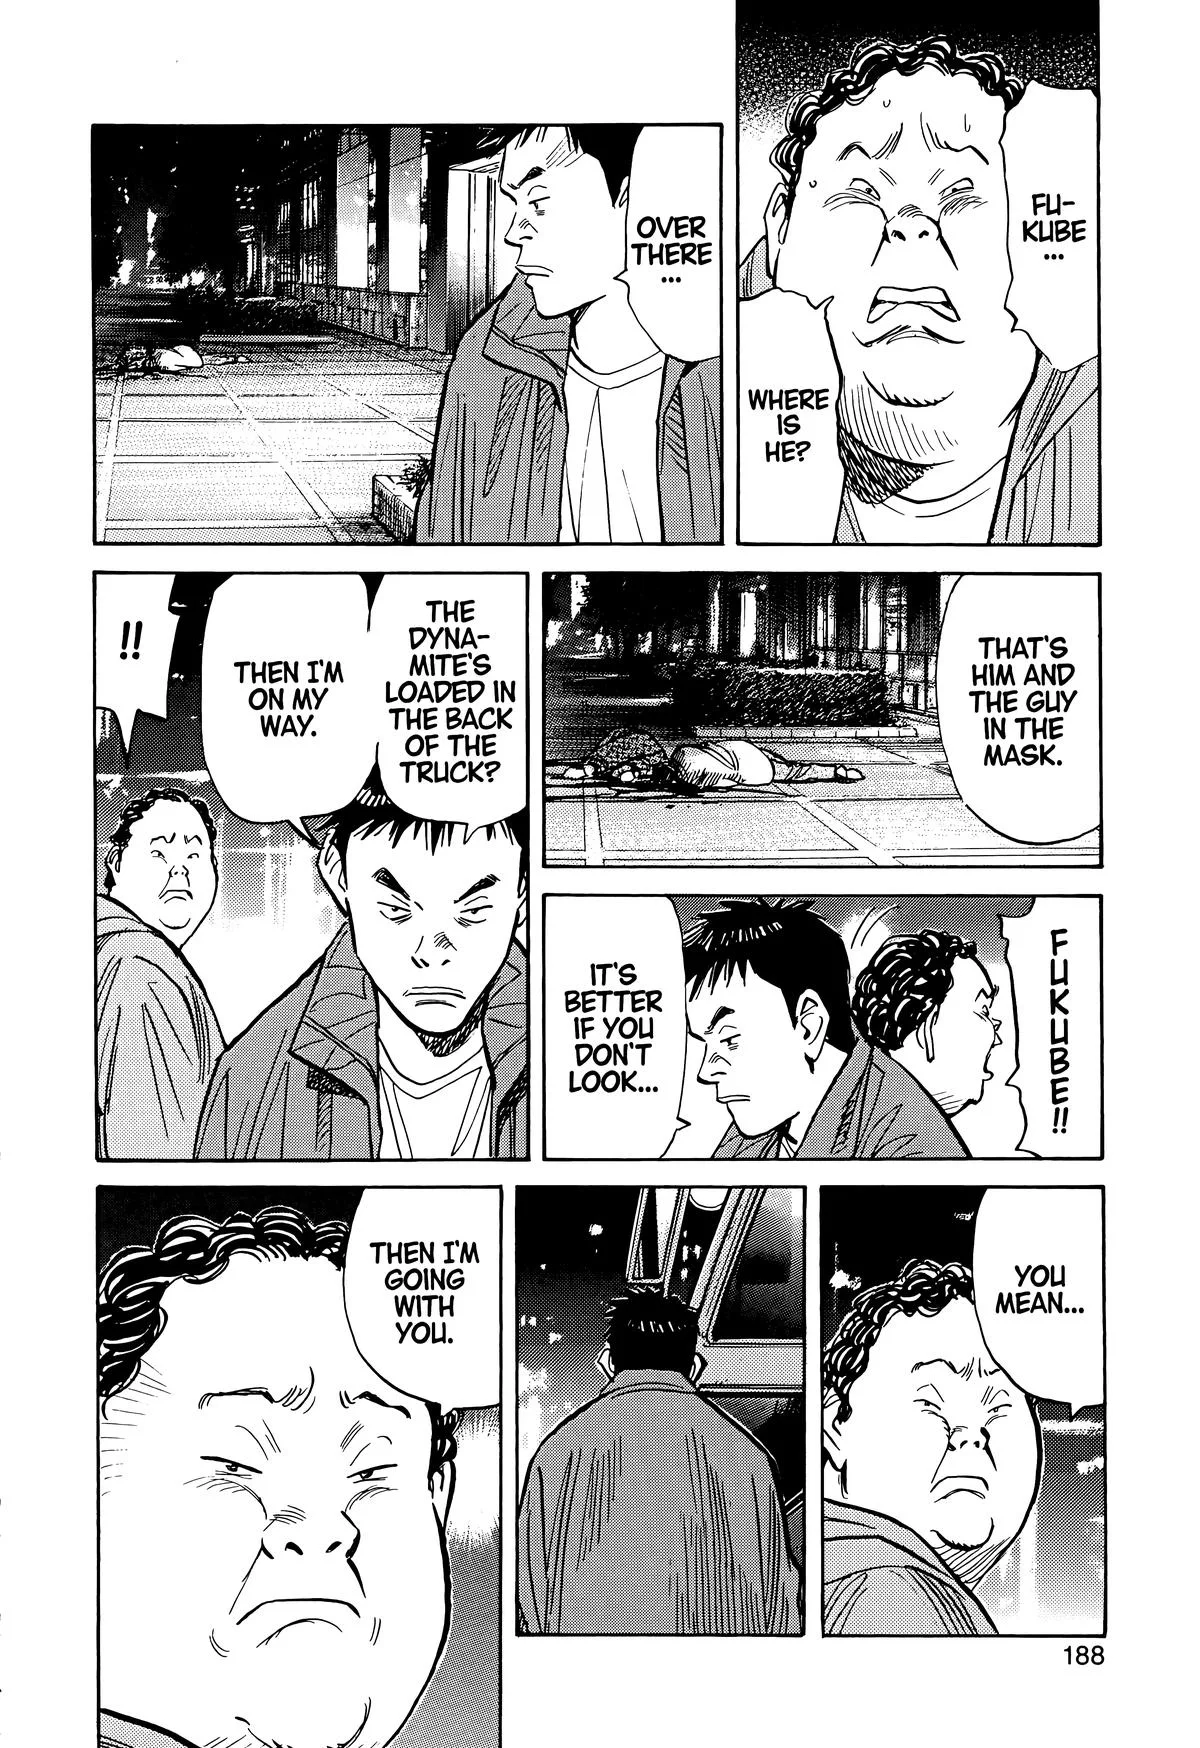 FU-
KUBE
...
WHERE
IS
HE?
OVER
THERE
...
THAT'S
HIM AND
THE GUY
IN THE
MASK.
FUKUBE!!
IT'S
BETTER
IF YOU
DON'T
LOOK...
THE
DYNA-
MITE'S
LOADED IN
THE BACK
OF THE
TRUCK?
THEN I'M
ON MY
WAY.
!!
YOU
MEAN...
THEN I'M
GOING
WITH
YOU.
188